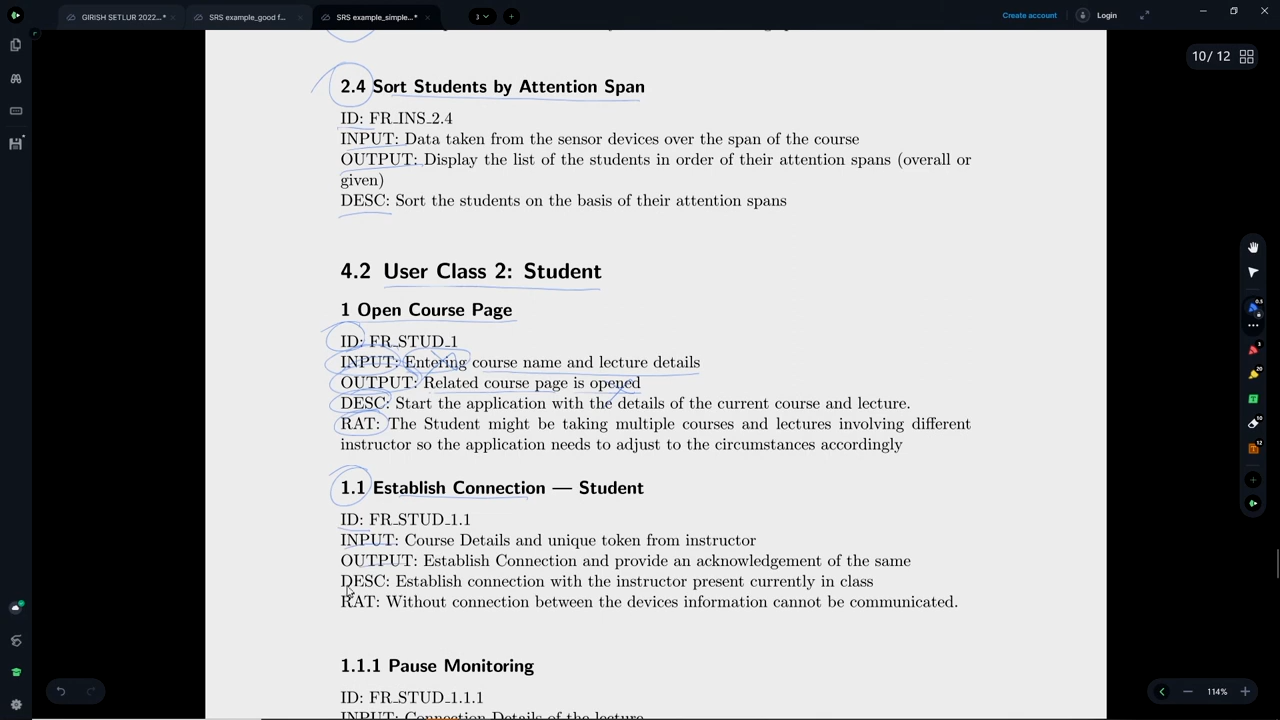 GIRISH SETLUR 2022...*
SRS example_good f...
SRS example_simple...*
3
Create account
Login
10/ 12
2.4 Sort Students by Attention Span
ID: FR_INS_2.4
INPUT: Data taken from the sensor devices over the span of the course
OUTPUT: Display the list of the students in order of their attention spans (overall or
given)
DESC: Sort the students on the basis of their attention spans
4.2 User Class 2: Student
1 Open Course Page
ID: FR_STUD_1
INPUT: Entering course name and lecture details
OUTPUT: Related course page is opened
DESC: Start the application with the details of the current course and lecture.
RAT: The Student might be taking multiple courses and lectures involving different
instructor so the application needs to adjust to the circumstances accordingly
1.1 Establish Connection — Student
ID: FR_STUD_1.1
INPUT: Course Details and unique token from instructor
OUTPUT: Establish Connection and provide an acknowledgement of the same
DESC: Establish connection with the instructor present currently in class
RAT: Without connection between the devices information cannot be communicated.
1.1.1 Pause Monitoring
ID: FR_STUD_1.1.1
INPUT: Connection Details of the lecture
114%